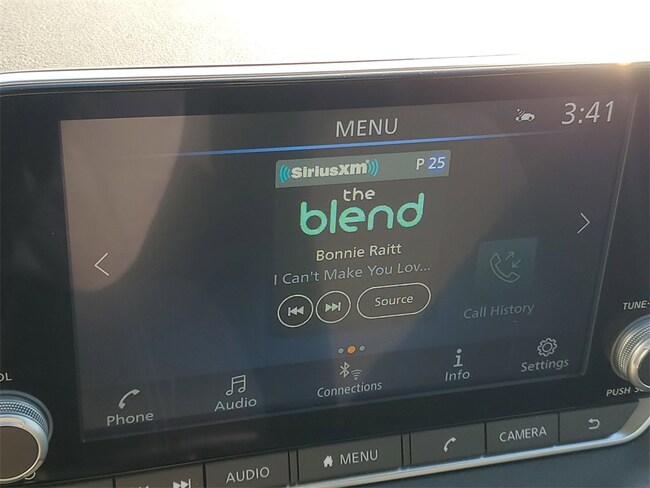 MENU
3:41
SiriusXm P 25
the
blend
Bonnie Raitt
I Can't Make You Lov...
Source
Call History
Phone
Audio
Connections
Info
Settings
TUNE
PUSH
AUDIO
MENU
CAMERA